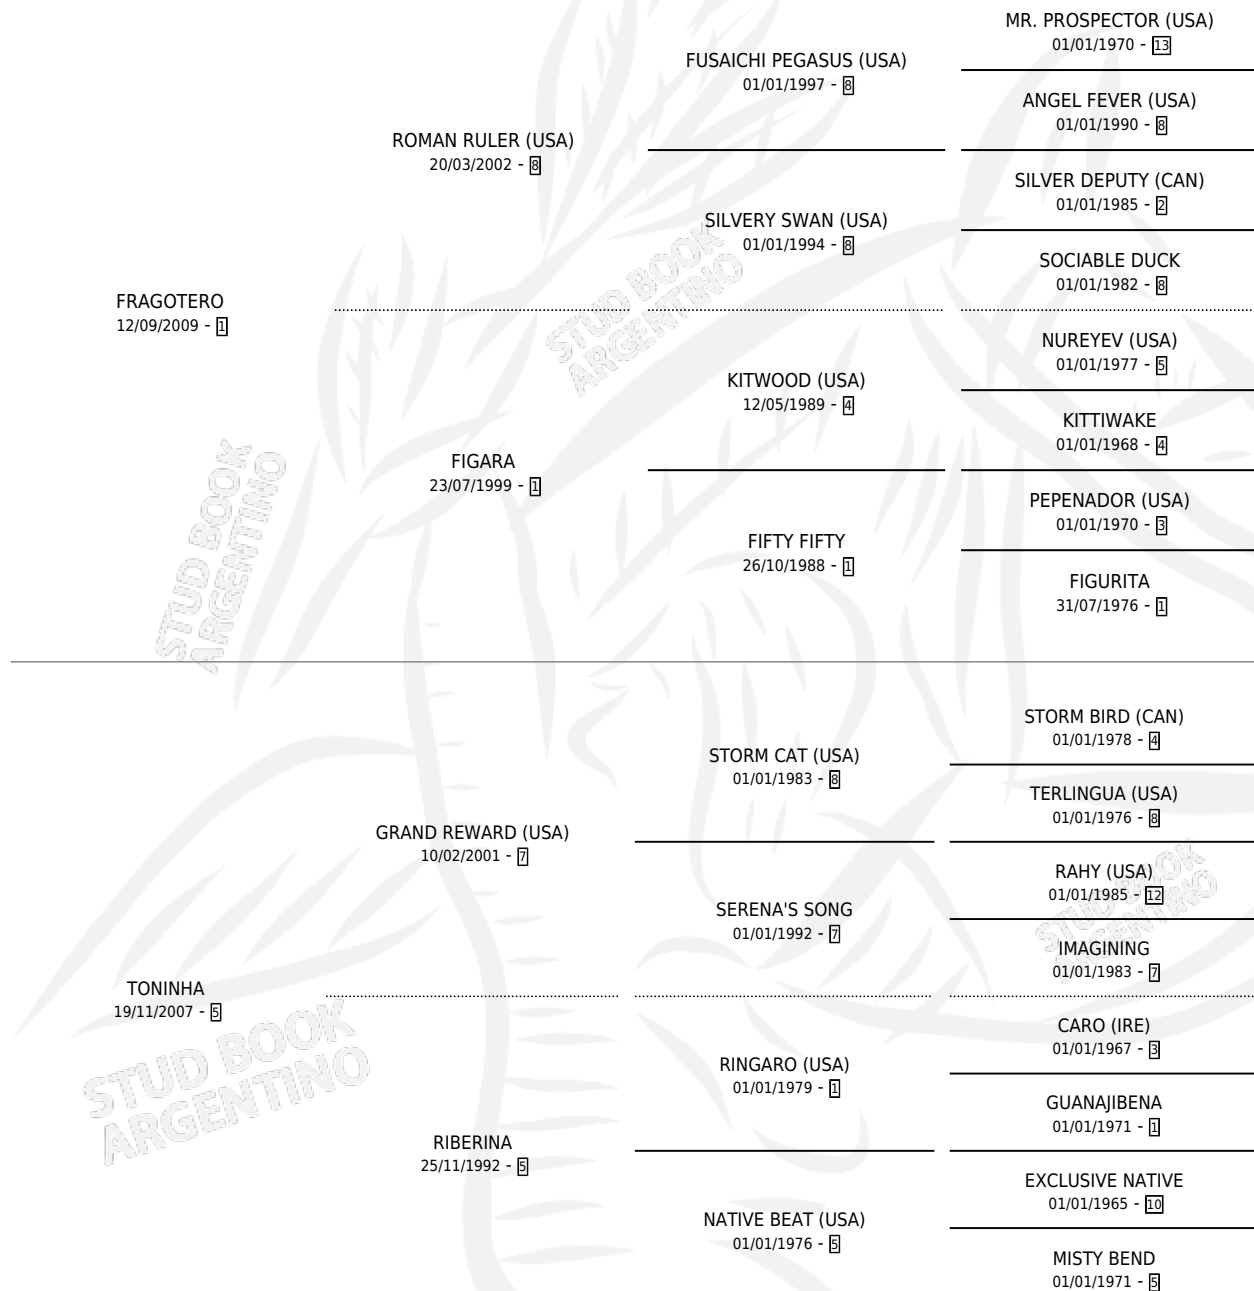 MR. PROSPECTOR (USA)
01/01/1970 - 13
FUSAICHI PEGASUS (USA)
01/01/1997 - 8
ANGEL FEVER (USA)
01/01/1990 - 8
ROMAN RULER (USA)
20/03/2002 - 8
SILVER DEPUTY (CAN)
01/01/1985 - 2
SILVERY SWAN (USA)
01/01/1994 - 8
SOCIABLE DUCK
01/01/1982 - 8
FRAGOTERO
12/09/2009 - 1
NUREYEV (USA)
01/01/1977 - 5
KITWOOD (USA)
12/05/1989 - 4
KITTIWAKE
01/01/1968 - 4
FIGARA
23/07/1999 - 1
PEPENADOR (USA)
01/01/1970 - 3
FIFTY FIFTY
26/10/1988 - 1
FIGURITA
31/07/1976 - 1
STORM BIRD (CAN)
01/01/1978 - 4
STORM CAT (USA)
01/01/1983 - 8
TERLINGUA (USA)
01/01/1976 - 8
GRAND REWARD (USA)
10/02/2001 - 7
RAHY (USA)
01/01/1985 - 12
SERENA'S SONG
01/01/1992 - 7
IMAGINING
01/01/1983 - 7
TONINHA
19/11/2007 - 5
CARO (IRE)
01/01/1967 - 3
RINGARO (USA)
01/01/1979 - 1
GUANAJIBENA
01/01/1971 - 1
RIBERINA
25/11/1992 - 5
EXCLUSIVE NATIVE
01/01/1965 - 10
NATIVE BEAT (USA)
01/01/1976 - 5
MISTY BEND
01/01/1971 - 5
STUD BOOK
ARGENTINO
STUD BOOK
ARGENTINO
STUD BOOK
ARGENTINO
STUD BOOK
ARGENTINO